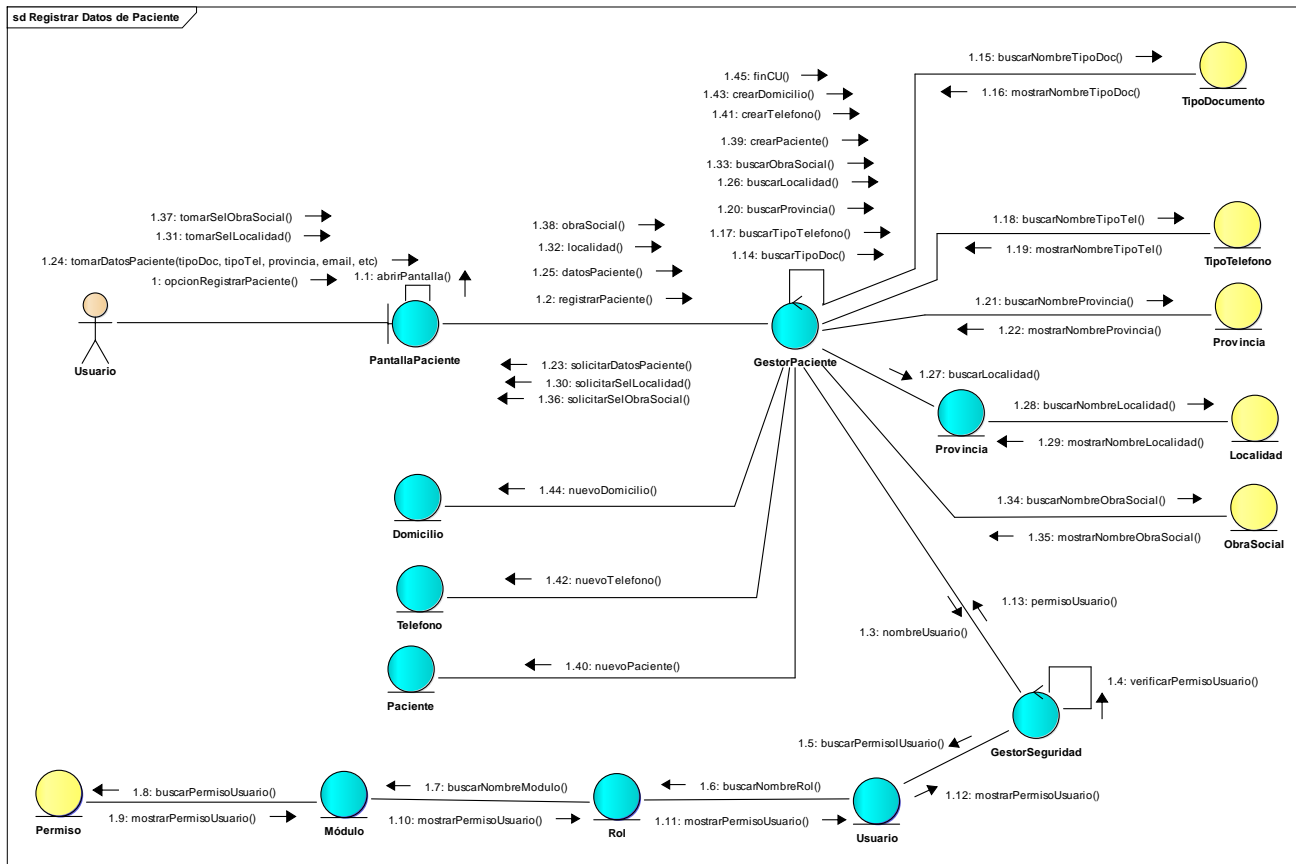 sd Registrar Datos de Paciente
1.45: finCU()
1.43: crearDomicilio()
1.41: crearTelefono()
1.39: crearPaciente()
1.33: buscarObraSocial()
1.26: buscarLocalidad()
1.20: buscarProvincia()
1.17: buscarTipoTelefono()
1.14: buscarTipoDoc()
1.15: buscarNombreTipoDoc()
1.16: mostrarNombreTipoDoc()
TipoDocumento
1.37: tomarSelObraSocial()
1.31: tomarSelLocalidad()
1.24: tomarDatosPaciente(tipoDoc, tipoTel, provincia, email, etc)
1: opcionRegistrarPaciente()
1.1: abrirPantalla()
1.38: obraSocial()
1.32: localidad()
1.25: datosPaciente()
1.2: registrarPaciente()
1.18: buscarNombreTipoTel()
1.19: mostrarNombreTipoTel()
TipoTelefono
1.21: buscarNombreProvincia()
1.22: mostrarNombreProvincia()
Provincia
Usuario
PantallaPaciente
GestorPaciente
1.23: solicitarDatosPaciente()
1.30: solicitarSelLocalidad()
1.36: solicitarSelObraSocial()
1.27: buscarLocalidad()
1.28: buscarNombreLocalidad()
1.29: mostrarNombreLocalidad()
Provincia
Localidad
1.34: buscarNombreObraSocial()
1.35: mostrarNombreObraSocial()
ObraSocial
1.44: nuevoDomicilio()
Domicilio
1.42: nuevoTelefono()
Telefono
1.13: permisoUsuario()
1.3: nombreUsuario()
1.40: nuevoPaciente()
Paciente
1.4: verificarPermisoUsuario()
GestorSeguridad
1.5: buscarPermisolUsuario()
1.8: buscarPermisoUsuario()
1.9: mostrarPermisoUsuario()
Permiso
1.7: buscarNombreModulo()
1.10: mostrarPermisoUsuario()
Módulo
1.6: buscarNombreRol()
1.11: mostrarPermisoUsuario()
Rol
1.12: mostrarPermisoUsuario()
Usuario